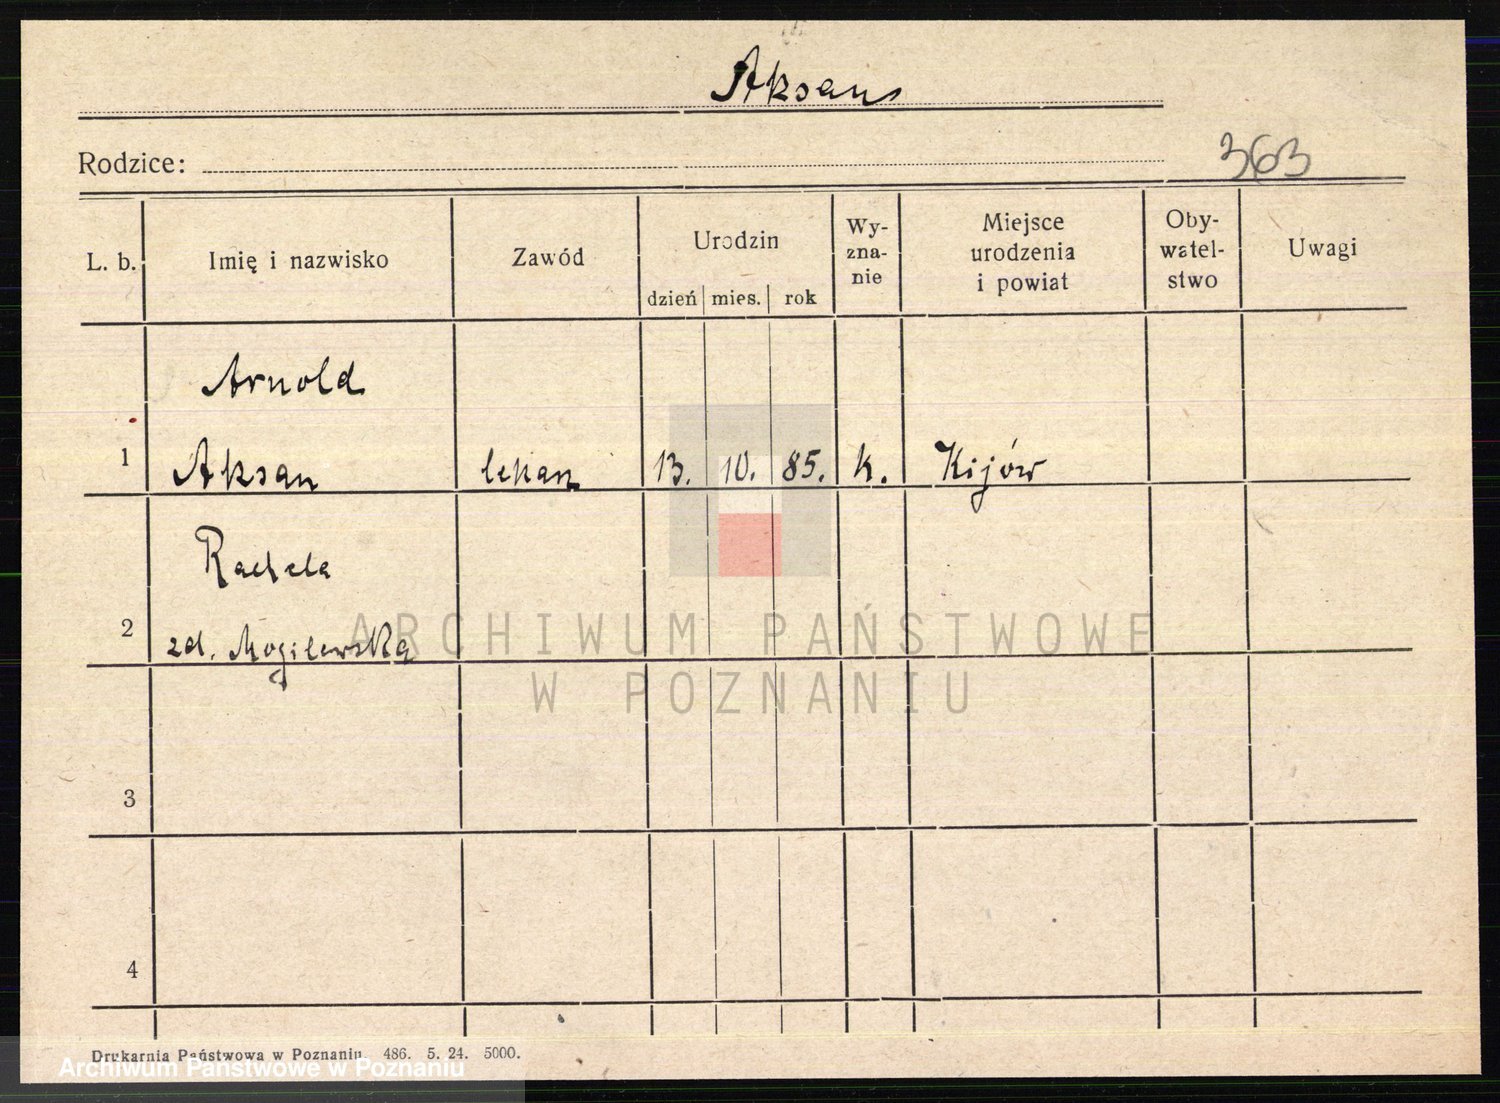 Aksan
Rodzice:
363
L. b.
Imię i nazwisko
Zawód
Urodzin
dzień mies. rok
Wy-
zna-
nie
Miejsce
urodzenia
i powiat
Oby-
watel-
stwo
Uwagi
Arnold
1 Aksan lekarz 13. 10. 85. k. Kijów
Rachela
2 zd. Mogilewską
3
4
ARCHIWUM PAŃSTWOWE
W POZNANIU
Drukarnia Państwowa w Poznaniu 486. 5. 24. 5000.
Archiwum Państwowe w Poznaniu